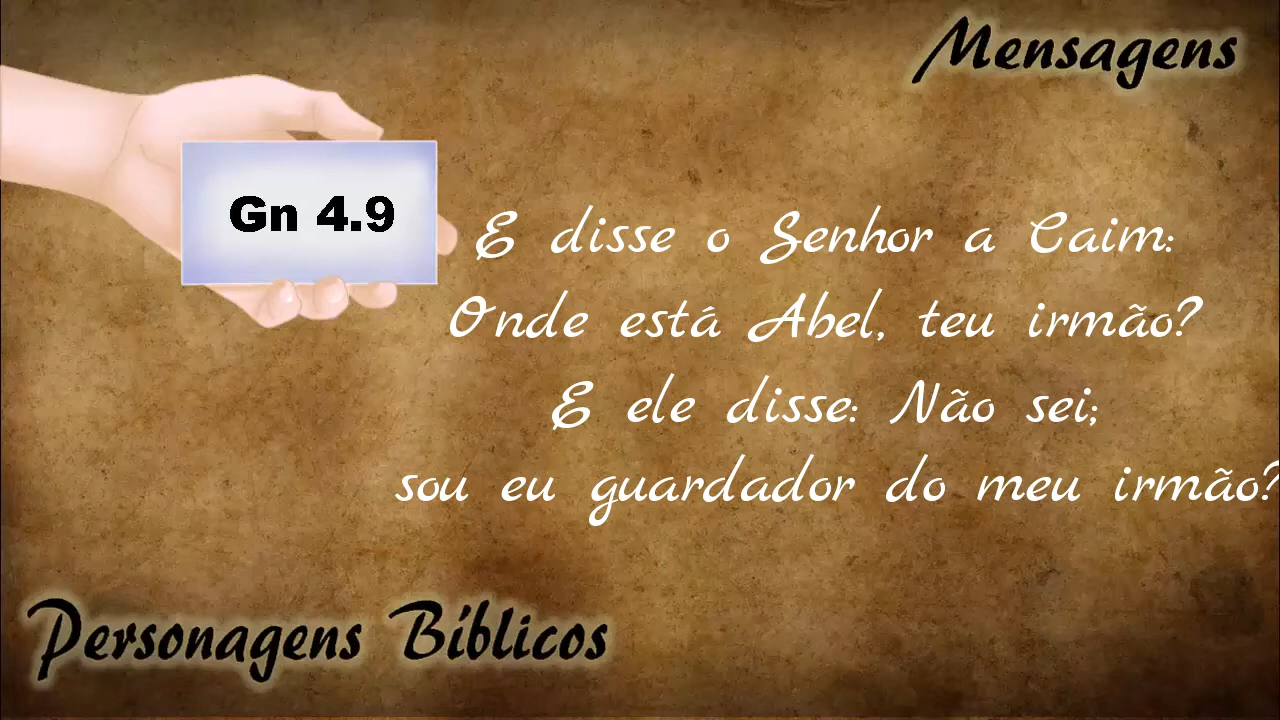 Mensagens
Gn 4.9
E disse o Senhor a Caim:
Onde está Abel, teu irmão?
E ele disse: Não sei;
sou eu guardador do meu irmão?
Personagens Bíblicos